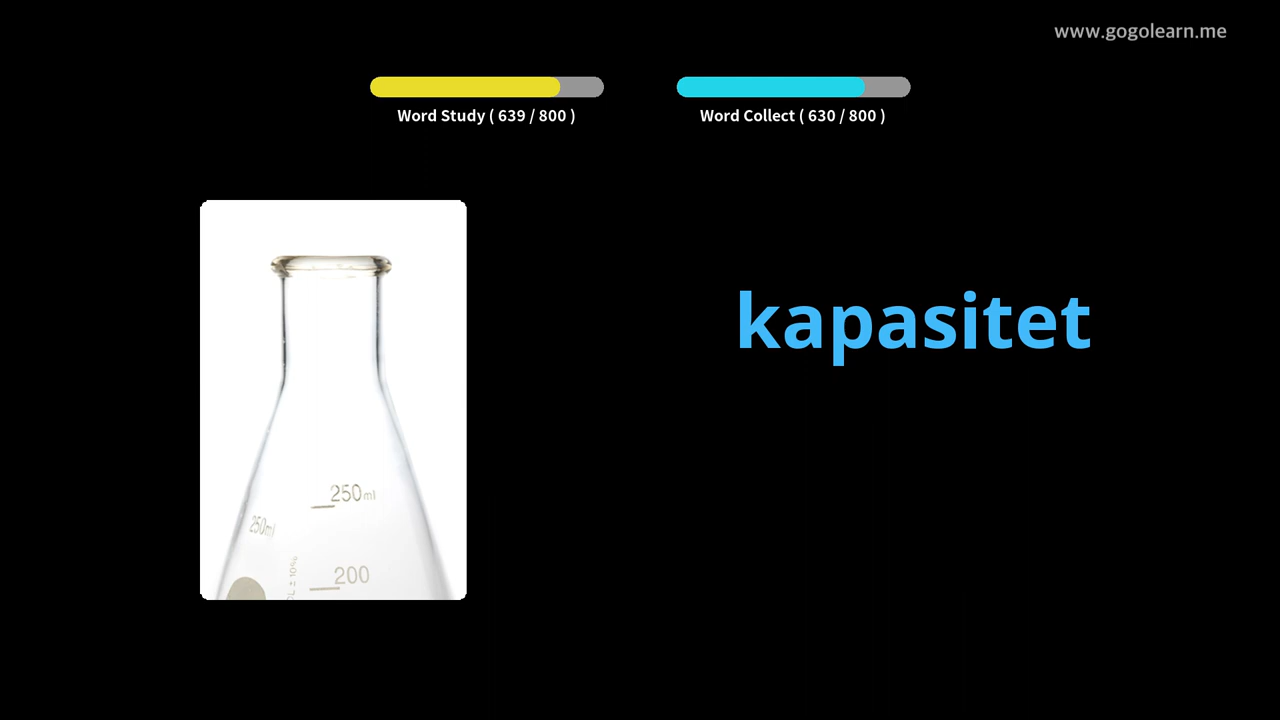 www.gogolearn.me
Word Study ( 639 / 800 )
Word Collect ( 630 / 800 )
kapasitet
250ml
250ml
200